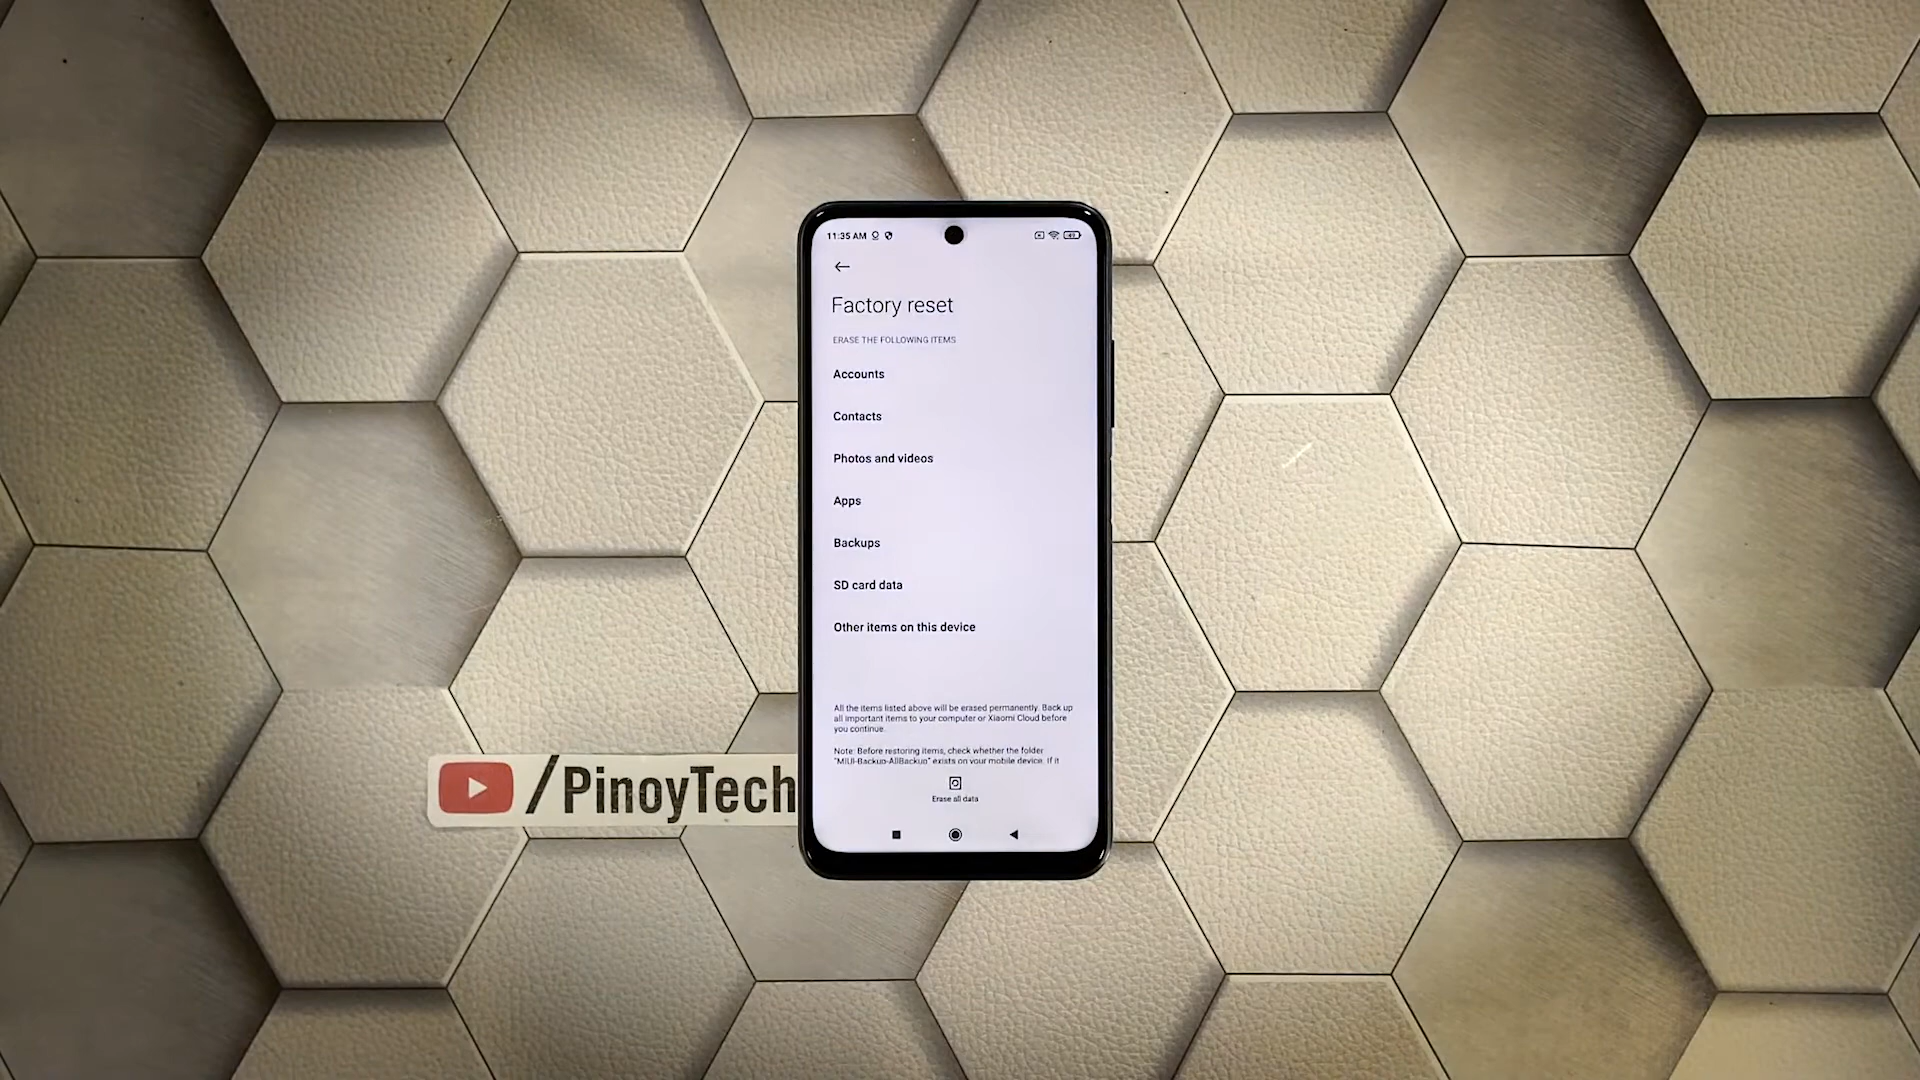 11:35 AM
Factory reset
ERASE THE FOLLOWING ITEMS
Accounts
Contacts
Photos and videos
Apps
Backups
SD card data
Other items on this device
All the items listed above will be erased permanently. Back up
all important items to your computer or Xiaomi Cloud before
you continue.
Note: Before restoring items, check whether the folder
"MIUI-Backup-AllBackup" exists on your mobile device. If it
Erase all data
/PinoyTech